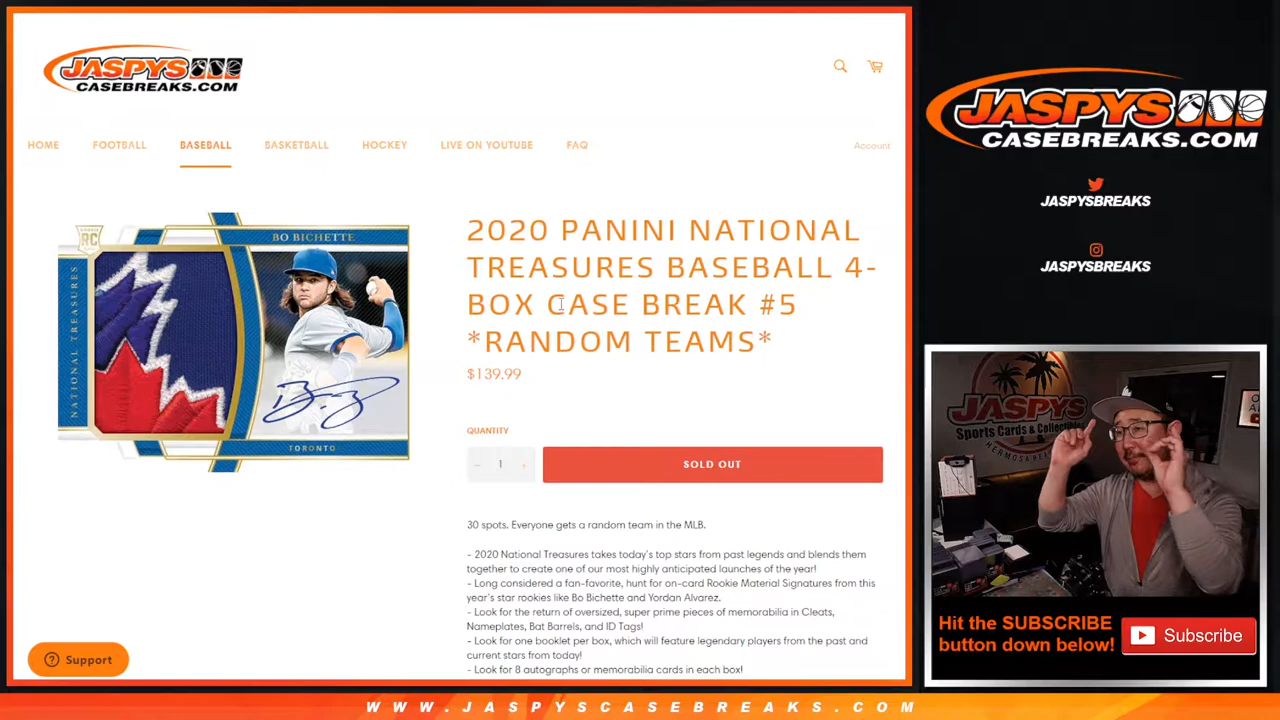 JASPYS
CASEBREAKS.COM
HOME
FOOTBALL
BASEBALL
BASKETBALL
HOCKEY
LIVE ON YOUTUBE
FAQ
Account
RC
BO BICHETTE
NATIONAL TREASURES
TORONTO
2020 PANINI NATIONAL
TREASURES BASEBALL 4-
BOX CASE BREAK #5
*RANDOM TEAMS*
$139.99
QUANTITY
− 1 +
SOLD OUT
30 spots. Everyone gets a random team in the MLB.
- 2020 National Treasures takes today's top stars from past legends and blends them
together to create one of our most highly anticipated launches of the year!
- Long considered a fan-favorite, hunt for on-card Rookie Material Signatures from this
year's star rookies like Bo Bichette and Yordan Alvarez.
- Look for the return of oversized, super prime pieces of memorabilia in Cleats,
Nameplates, Bat Barrels, and ID Tags!
- Look for one booklet per box, which will feature legendary players from the past and
current stars from today!
- Look for 8 autographs or memorabilia cards in each box!
Support
JASPYS
CASEBREAKS.COM
JASPYSBREAKS
JASPYSBREAKS
JASPYS
Sports Cards & Collectibles
HERMOSA BEACH
Hit the SUBSCRIBE
button down below!
Subscribe
WWW.JASPYSCASEBREAKS.COM